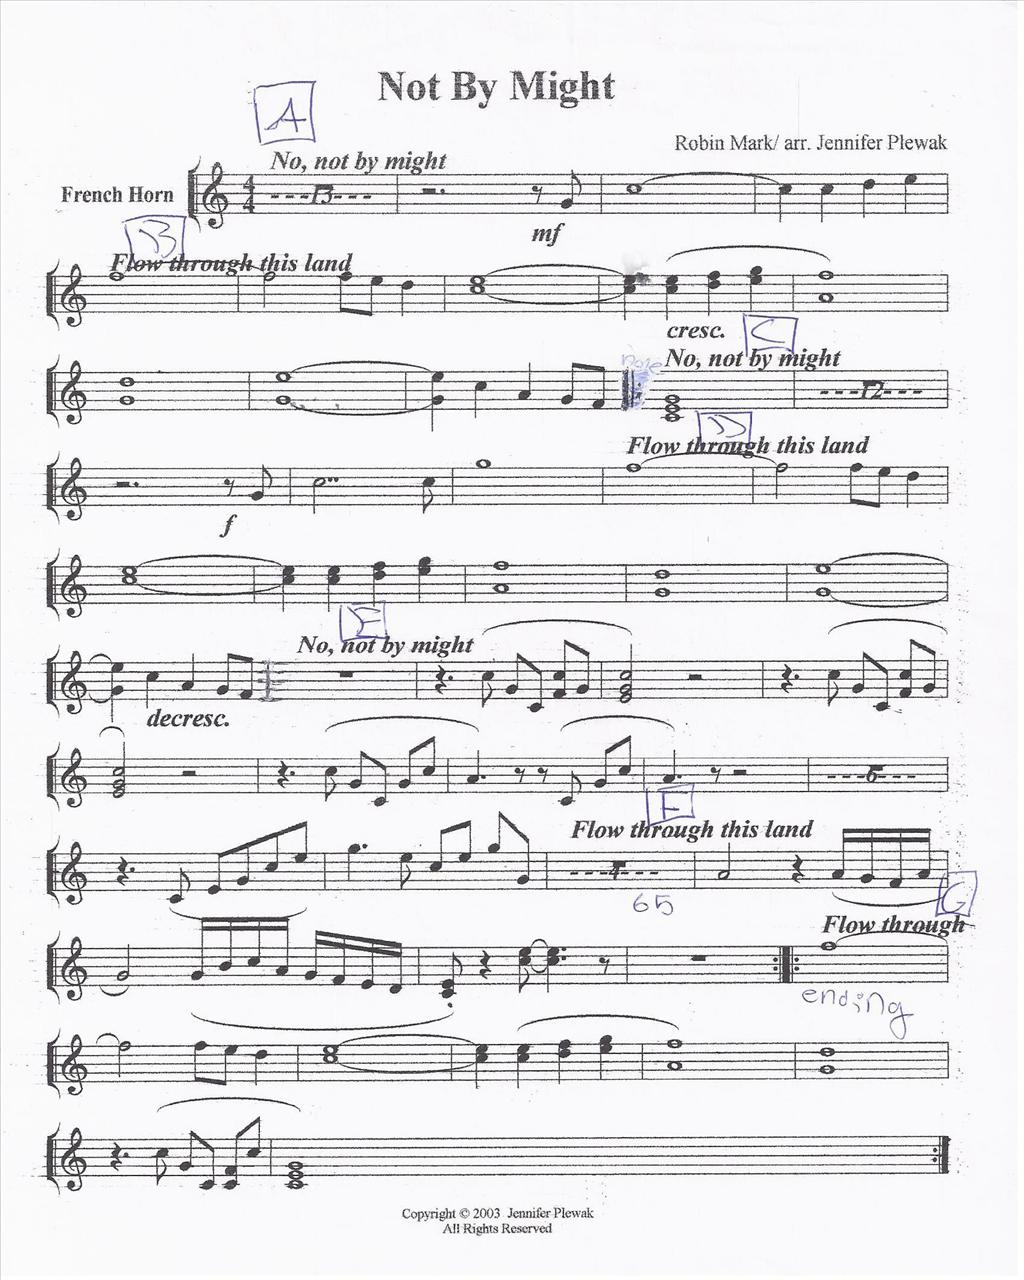 Not By Might
A
Robin Mark/ arr. Jennifer Plewak
No, not by might
French Horn
4
4
13
mf
B
Flow through this land
cresc.
C
No, not by might
12
D
Flow through this land
f
E
No, not by might
decresc.
6
F
Flow through this land
4
65
G
Flow through
ending
Copyright © 2003 Jennifer Plewak
All Rights Reserved